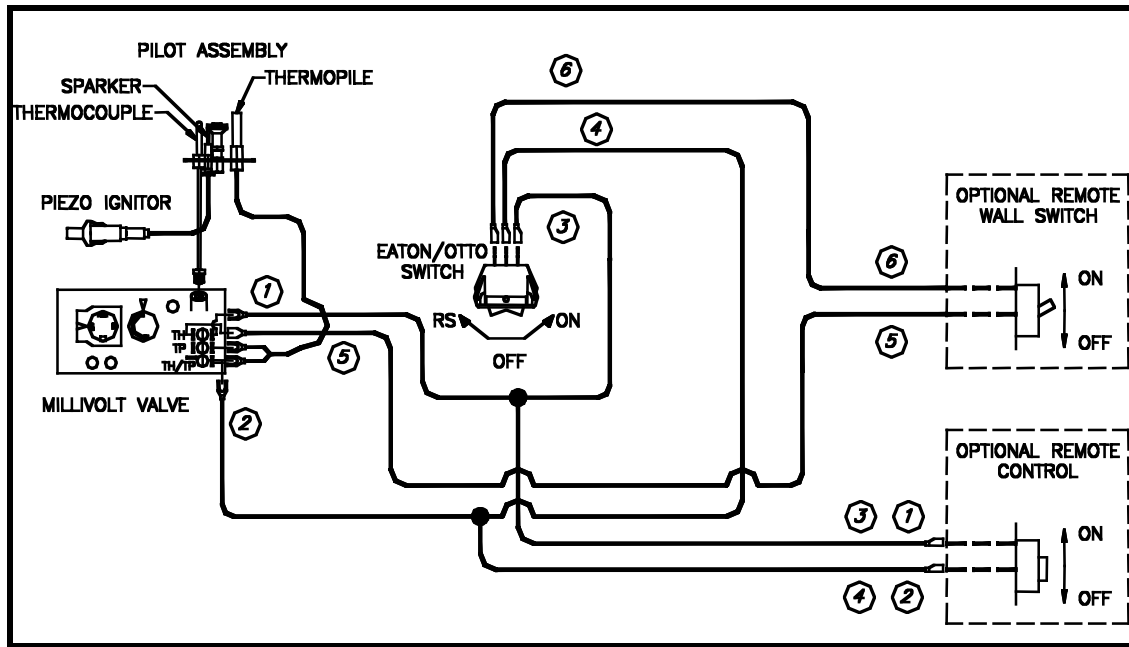 PILOT ASSEMBLY
SPARKER
THERMOPILE
THERMOCOUPLE
PIEZO IGNITOR
6
4
3
EATON/OTTO
SWITCH
RS
ON
OFF
1
TH
TP
TH/TP
5
MILLIVOLT VALVE
2
OPTIONAL REMOTE
WALL SWITCH
6
ON
5
OFF
OPTIONAL REMOTE
CONTROL
3 1
ON
4 2
OFF